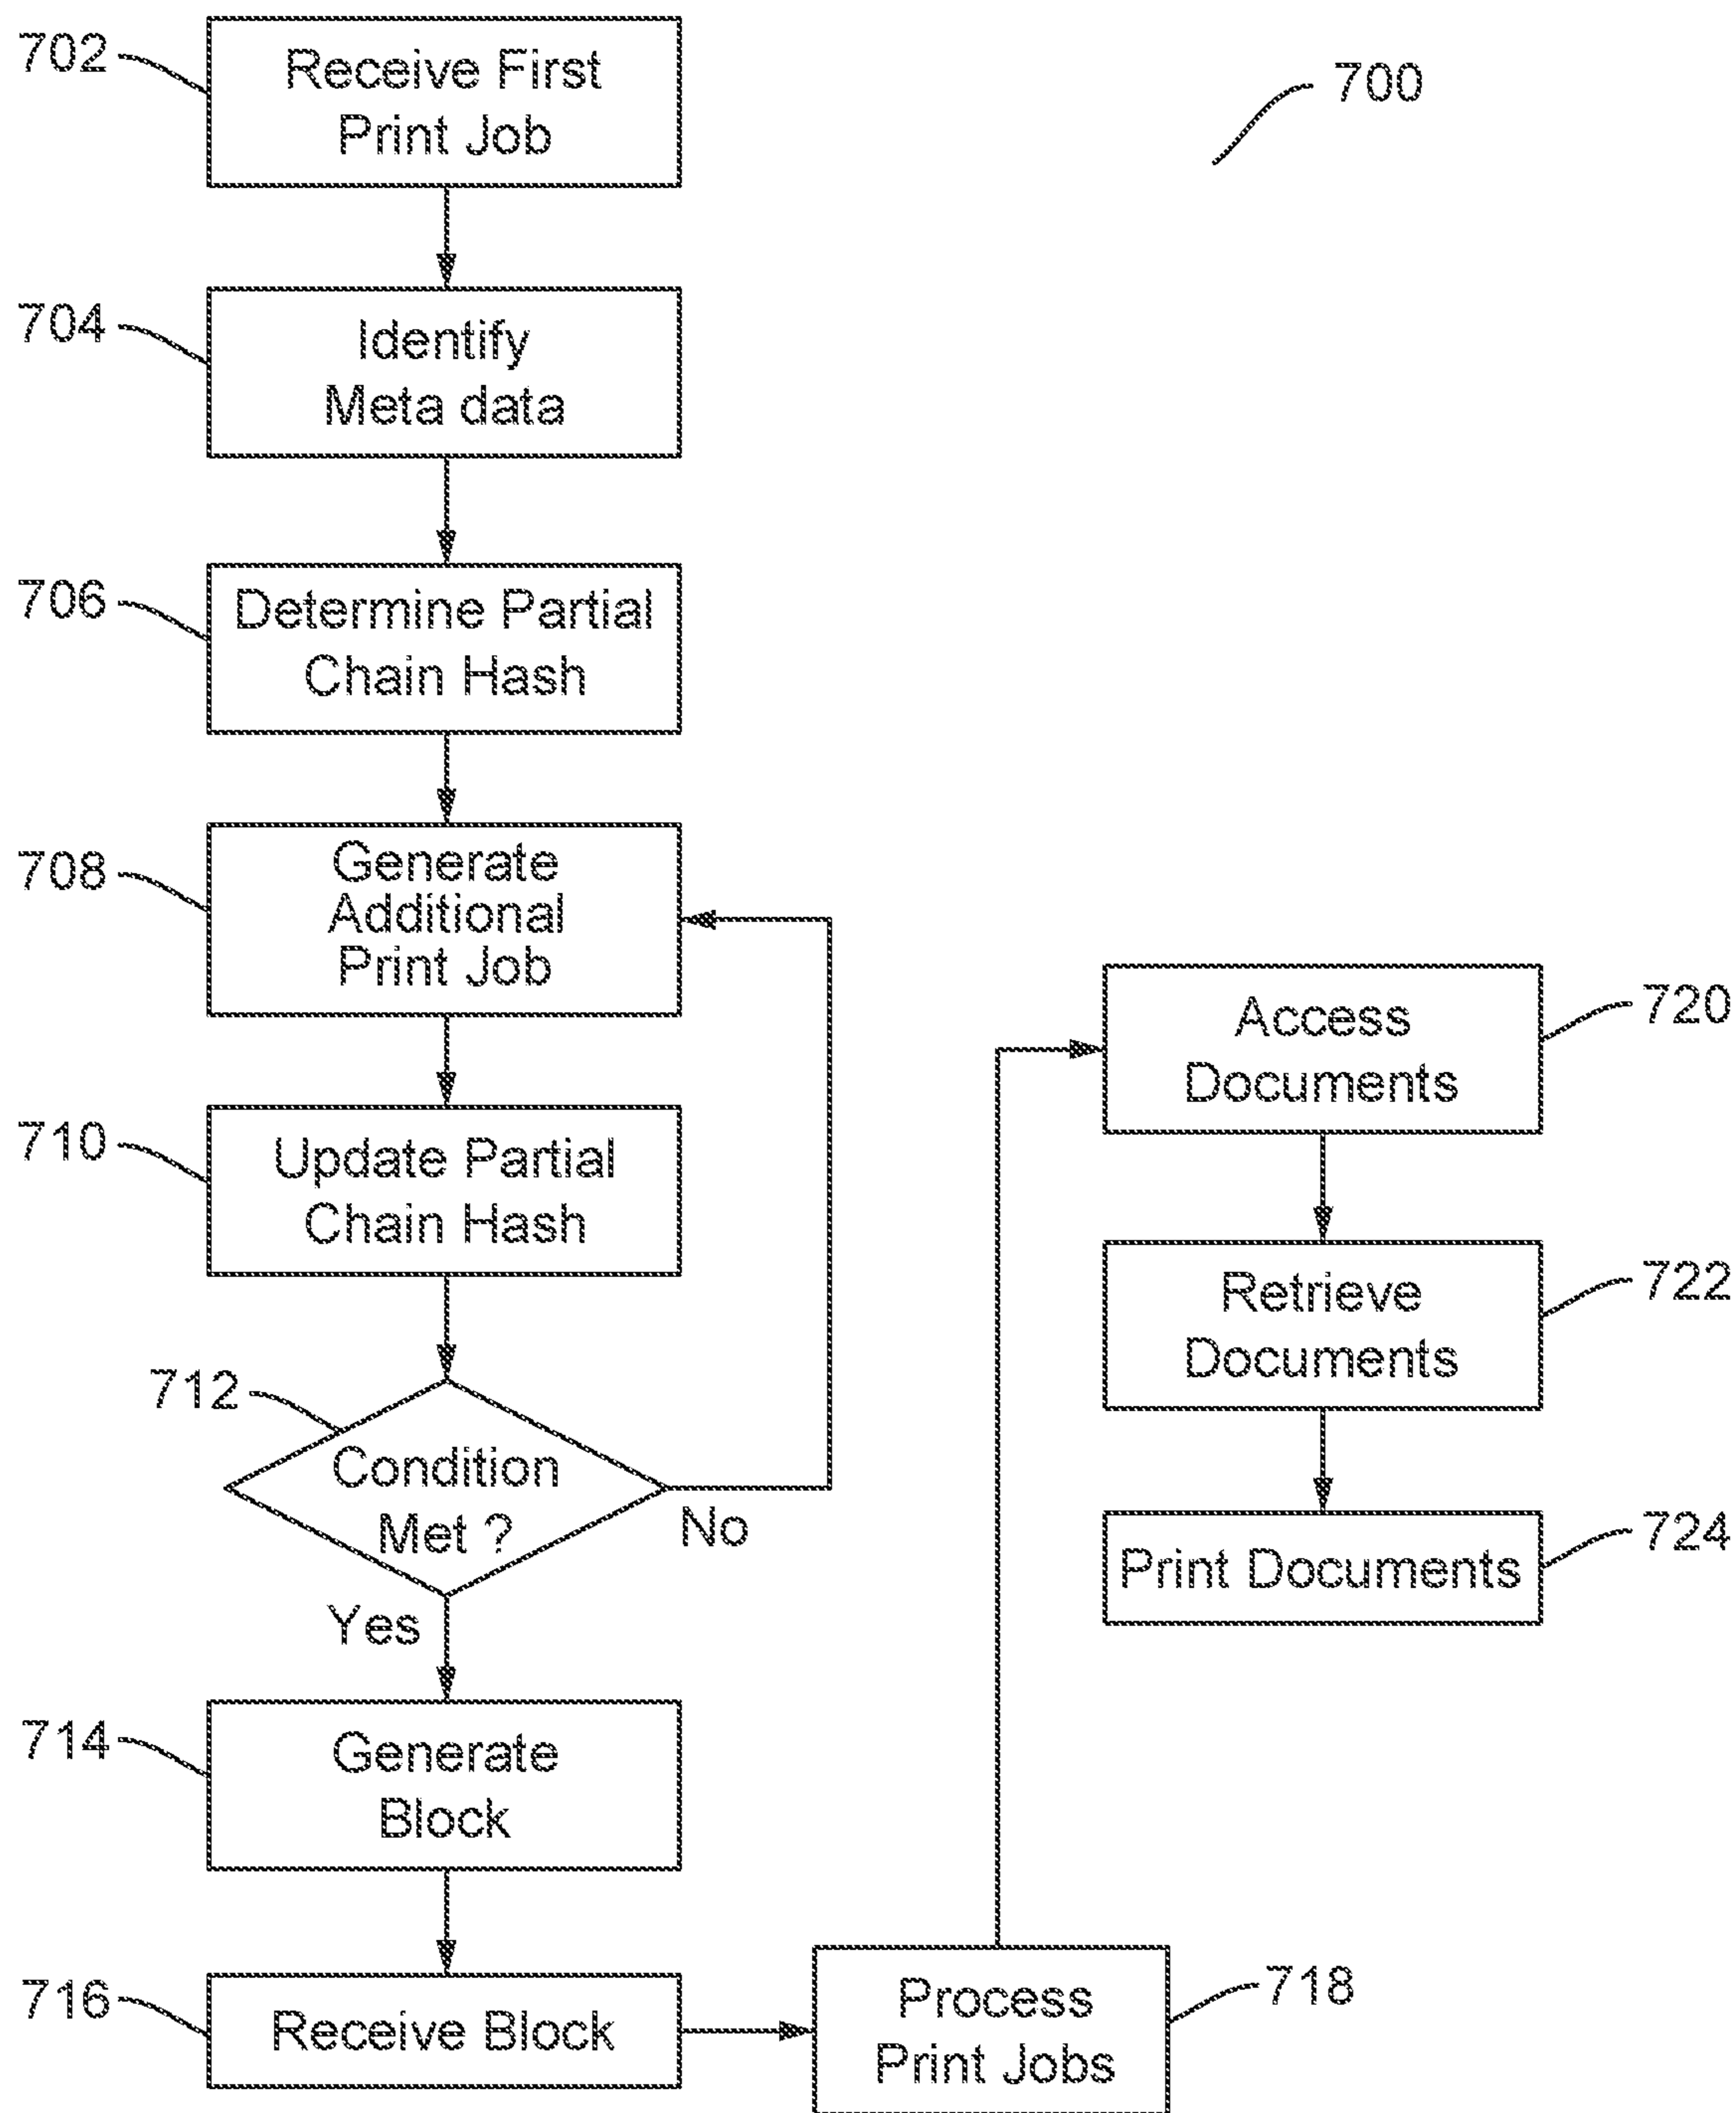 702
Receive First
Print Job
700
704
Identify
Meta data
706
Determine Partial
Chain Hash
708
Generate
Additional
Print Job
710
Update Partial
Chain Hash
712
Condition
Met ?
No
Yes
714
Generate
Block
716
Receive Block
Process
Print Jobs
718
Access
Documents
720
Retrieve
Documents
722
Print Documents
724